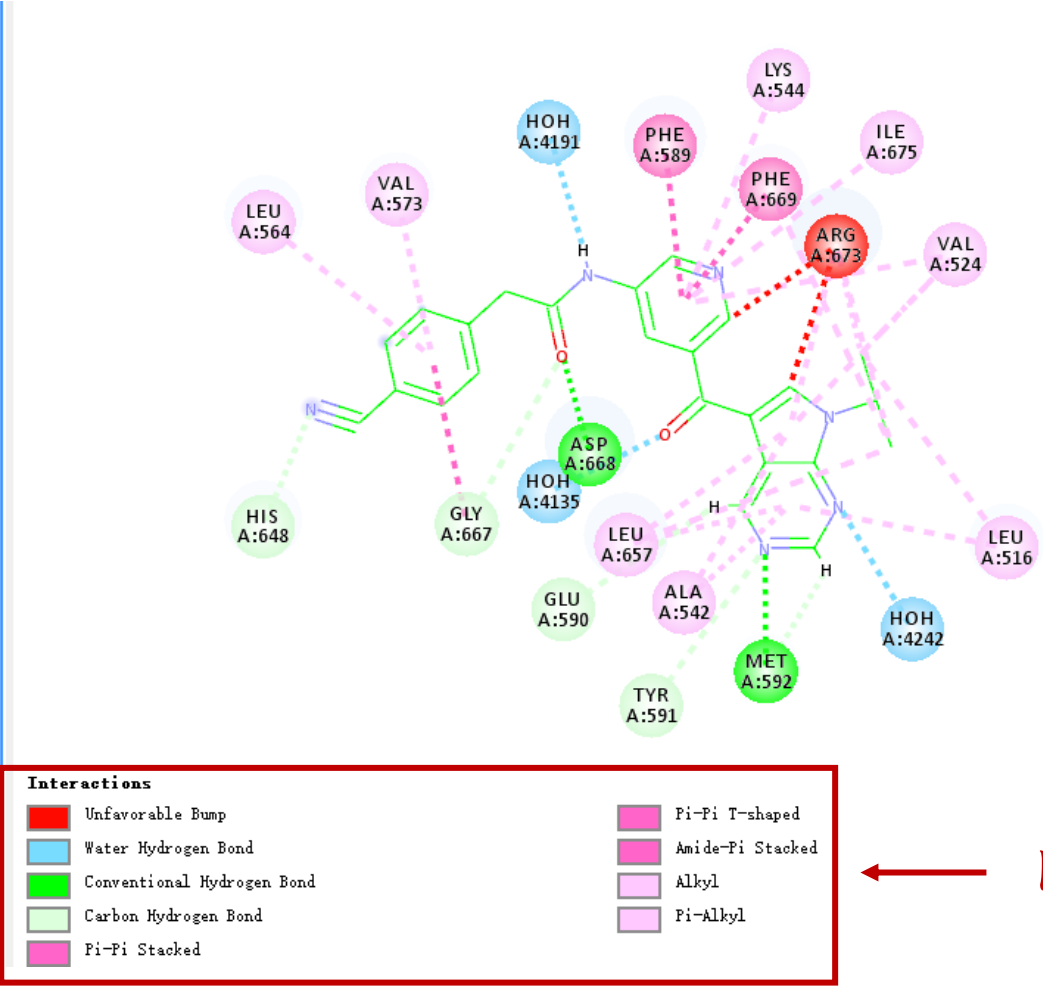 LYS
A:544
HOH
A:4191
PHE
A:589
ILE
A:675
VAL
A:573
PHE
A:669
LEU
A:564
ARG
A:673
VAL
A:524
H
N
N
O
N
O
N
ASP
A:668
HOH
A:4135
H
N
HIS
A:648
GLY
A:667
LEU
A:657
N
LEU
A:516
H
GLU
A:590
ALA
A:542
HOH
A:4242
MET
A:592
TYR
A:591
Interactions
Unfavorable Bump
Water Hydrogen Bond
Conventional Hydrogen Bond
Carbon Hydrogen Bond
Pi-Pi Stacked
Pi-Pi T-shaped
Amide-Pi Stacked
Alkyl
Pi-Alkyl